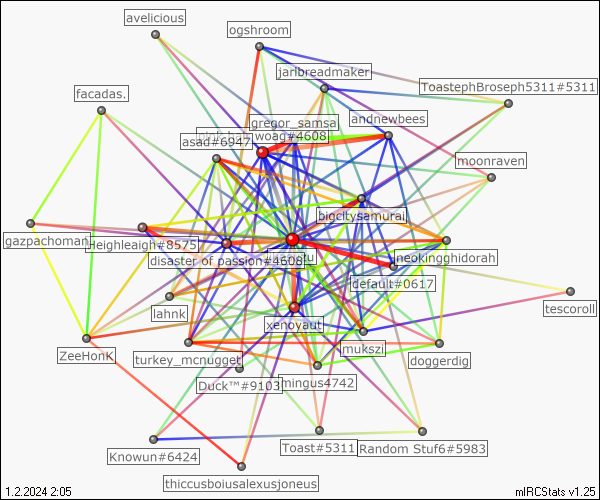 avelicious
ogshroom
janbreadmaker
facadas.
ToastephBroseph5311#5311
gregor_samsa
andnewbees
asad#6947
woag#4608
moonraven
bigcitysamurai
gazpachoman
Heighleaigh#8575
neokingghidorah
disaster of passion#4608
default#0617
lahnk
tescoroll
xenoyaut
mukszi
ZeeHonK
turkey_mcnugget
doggerdig
Duck™#9103
mingus4742
Knowun#6424
Toast#5311
Random Stuf6#5983
thiccusboiusalexusjoneus
1.2.2024 2:05
mIRCStats v1.25